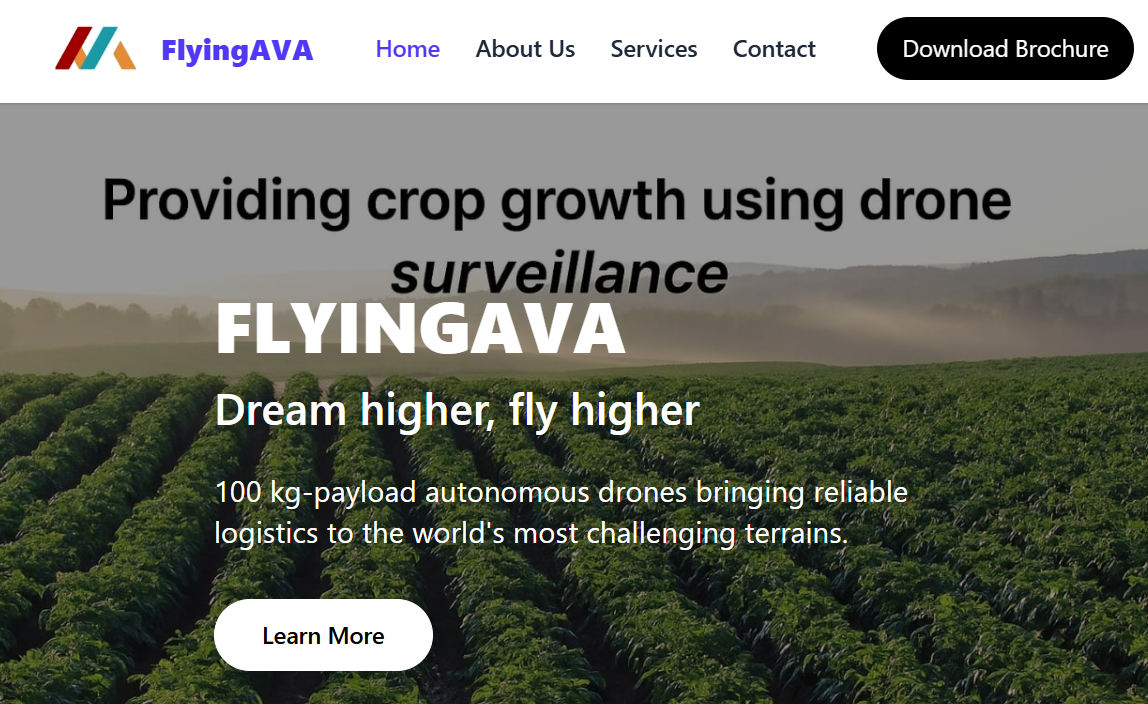 FlyingAVA
Home
About Us
Services
Contact
Download Brochure
Providing crop growth using drone
surveillance
FLYINGAVA
Dream higher, fly higher
100 kg-payload autonomous drones bringing reliable
logistics to the world's most challenging terrains.
Learn More